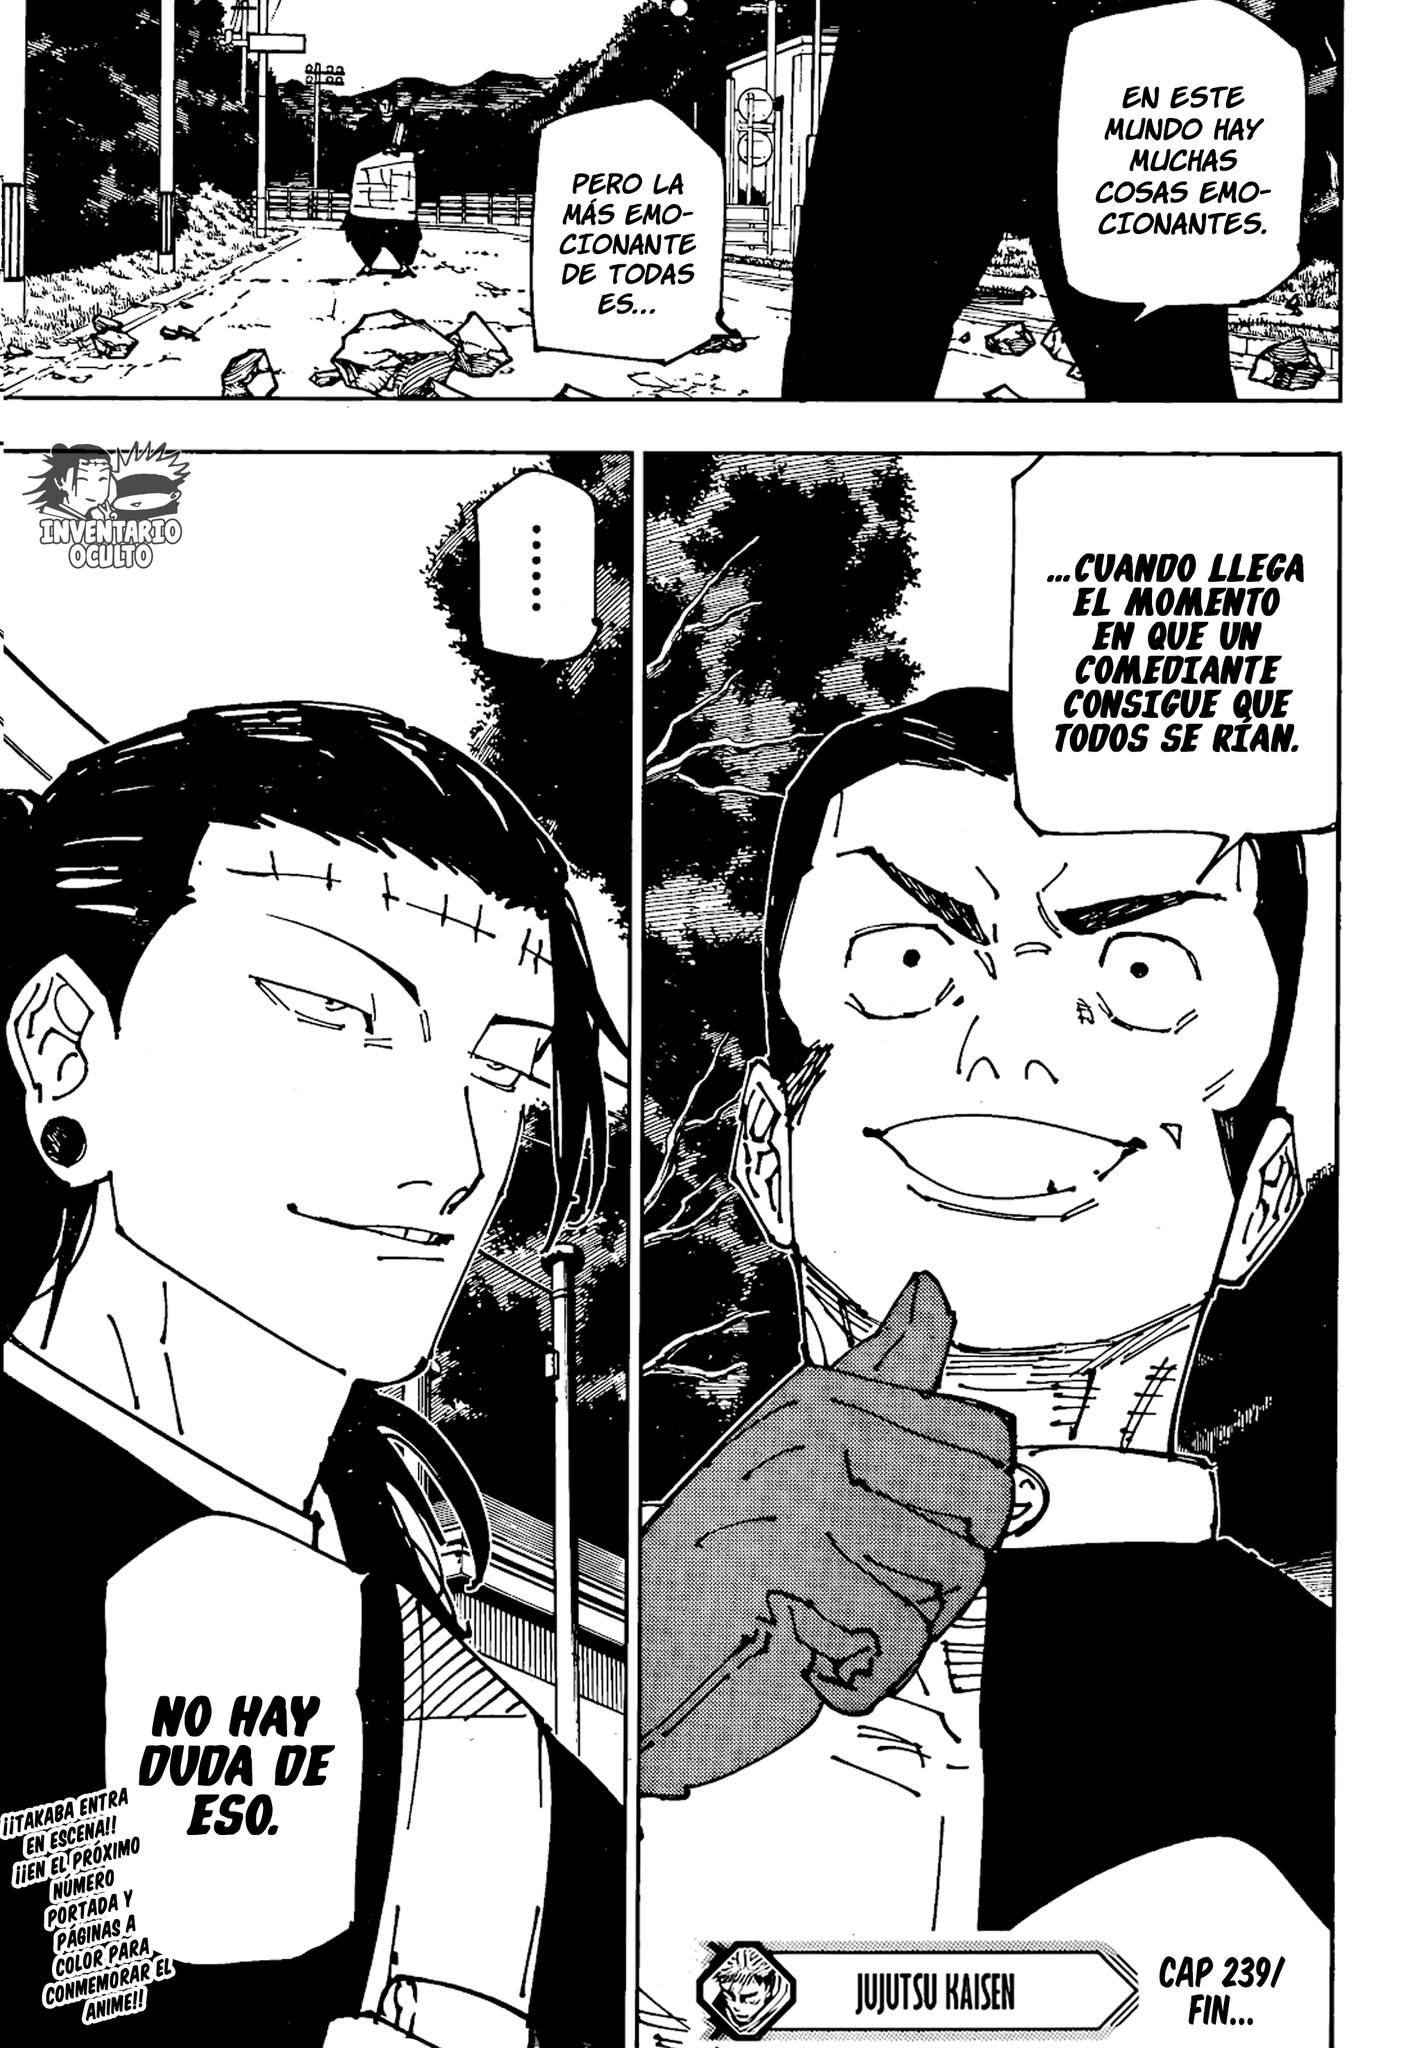 EN ESTE
MUNDO HAY
MUCHAS
COSAS EMO-
CIONANTES.
PERO LA
MÁS EMO-
CIONANTE
DE TODAS
ES...
...CUANDO LLEGA
EL MOMENTO
EN QUE UN
COMEDIANTE
CONSIGUE QUE
TODOS SE RÍAN.
......
INVENTARIO
OCULTO
NO HAY
DUDA DE
ESO.
¡¡TAKABA ENTRA
EN ESCENA!!
¡¡EN EL PRÓXIMO
NÚMERO
PORTADA Y
PÁGINAS A
COLOR PARA
CONMEMORAR EL
ANIME!!
JUJUTSU KAISEN
CAP 239/
FIN...